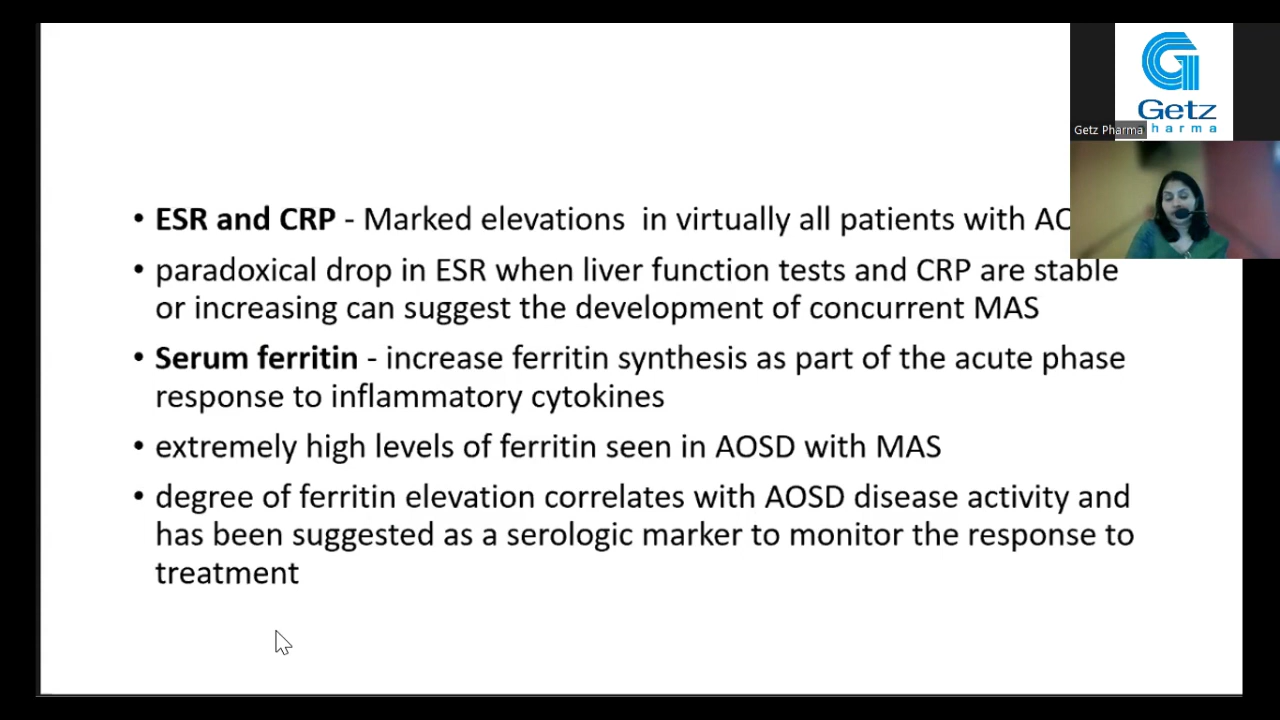 Getz
Pharma
Getz Pharma
• ESR and CRP - Marked elevations in virtually all patients with
• paradoxical drop in ESR when liver function tests and CRP are stable
or increasing can suggest the development of concurrent MAS
• Serum ferritin - increase ferritin synthesis as part of the acute phase
response to inflammatory cytokines
• extremely high levels of ferritin seen in AOSD with MAS
• degree of ferritin elevation correlates with AOSD disease activity and
has been suggested as a serologic marker to monitor the response to
treatment